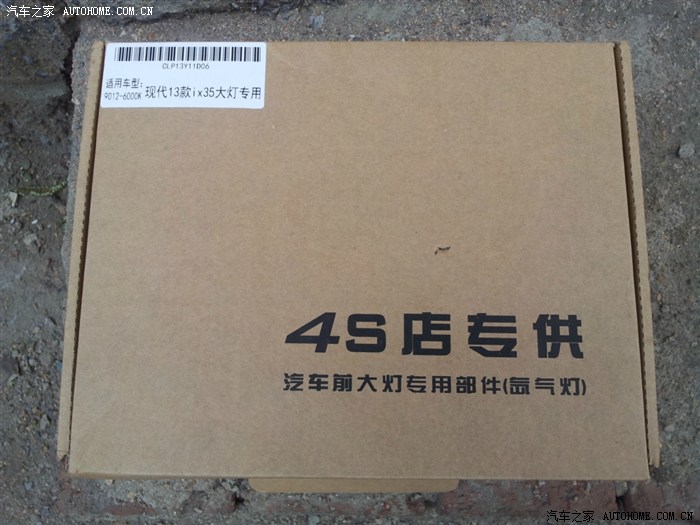 汽车之家 AUTOHOME.COM.CN
CLP13Y11D06
适用车型:
9012-6000K 现代13款ix35大灯专用
4S店专供
汽车前大灯专用部件(氙气灯)
汽车之家 AUTOHOME.COM.CN